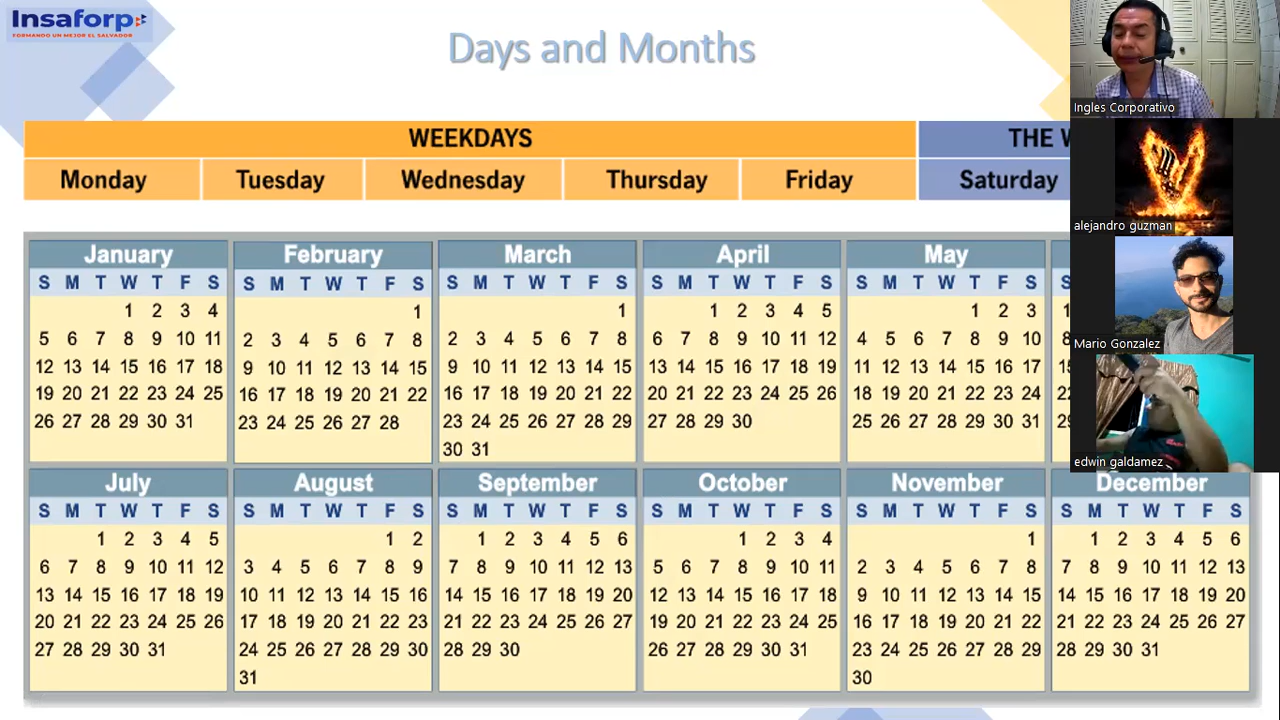 Insaforp
FORMANDO UN MEJOR EL SALVADOR
Days and Months
WEEKDAYS
THE W
Monday Tuesday Wednesday Thursday Friday Saturday
January February March April May
S M T W T F S S M T W T F S S M T W T F S S M T W T F S S M T W T F S S
1 2 3 4 1 1 1 2 3 4 5 1 2 3 1
5 6 7 8 9 10 11 2 3 4 5 6 7 8 2 3 4 5 6 7 8 6 7 8 9 10 11 12 4 5 6 7 8 9 10
12 13 14 15 16 17 18 9 10 11 12 13 14 15 9 10 11 12 13 14 15 13 14 15 16 17 18 19 11 12 13 14 15 16 17
19 20 21 22 23 24 25 16 17 18 19 20 21 22 16 17 18 19 20 21 22 20 21 22 23 24 25 26 18 19 20 21 22 23 24
26 27 28 29 30 31 23 24 25 26 27 28 23 24 25 26 27 28 29 27 28 29 30 25 26 27 28 29 30 31
30 31
July August September October November December
S M T W T F S S M T W T F S S M T W T F S S M T W T F S S M T W T F S S M T W T F S
1 2 3 4 5 1 2 1 2 3 4 5 6 1 2 3 4 1 1 2 3 4 5 6
6 7 8 9 10 11 12 3 4 5 6 7 8 9 7 8 9 10 11 12 13 5 6 7 8 9 10 11 2 3 4 5 6 7 8 7 8 9 10 11 12 13
13 14 15 16 17 18 19 10 11 12 13 14 15 16 14 15 16 17 18 19 20 12 13 14 15 16 17 18 9 10 11 12 13 14 15 14 15 16 17 18 19 20
20 21 22 23 24 25 26 17 18 19 20 21 22 23 21 22 23 24 25 26 27 19 20 21 22 23 24 25 16 17 18 19 20 21 22 21 22 23 24 25 26 27
27 28 29 30 31 24 25 26 27 28 29 30 28 29 30 26 27 28 29 30 31 23 24 25 26 27 28 29 28 29 30 31
31 30
Ingles Corporativo
alejandro guzman
Mario Gonzalez
edwin galdamez